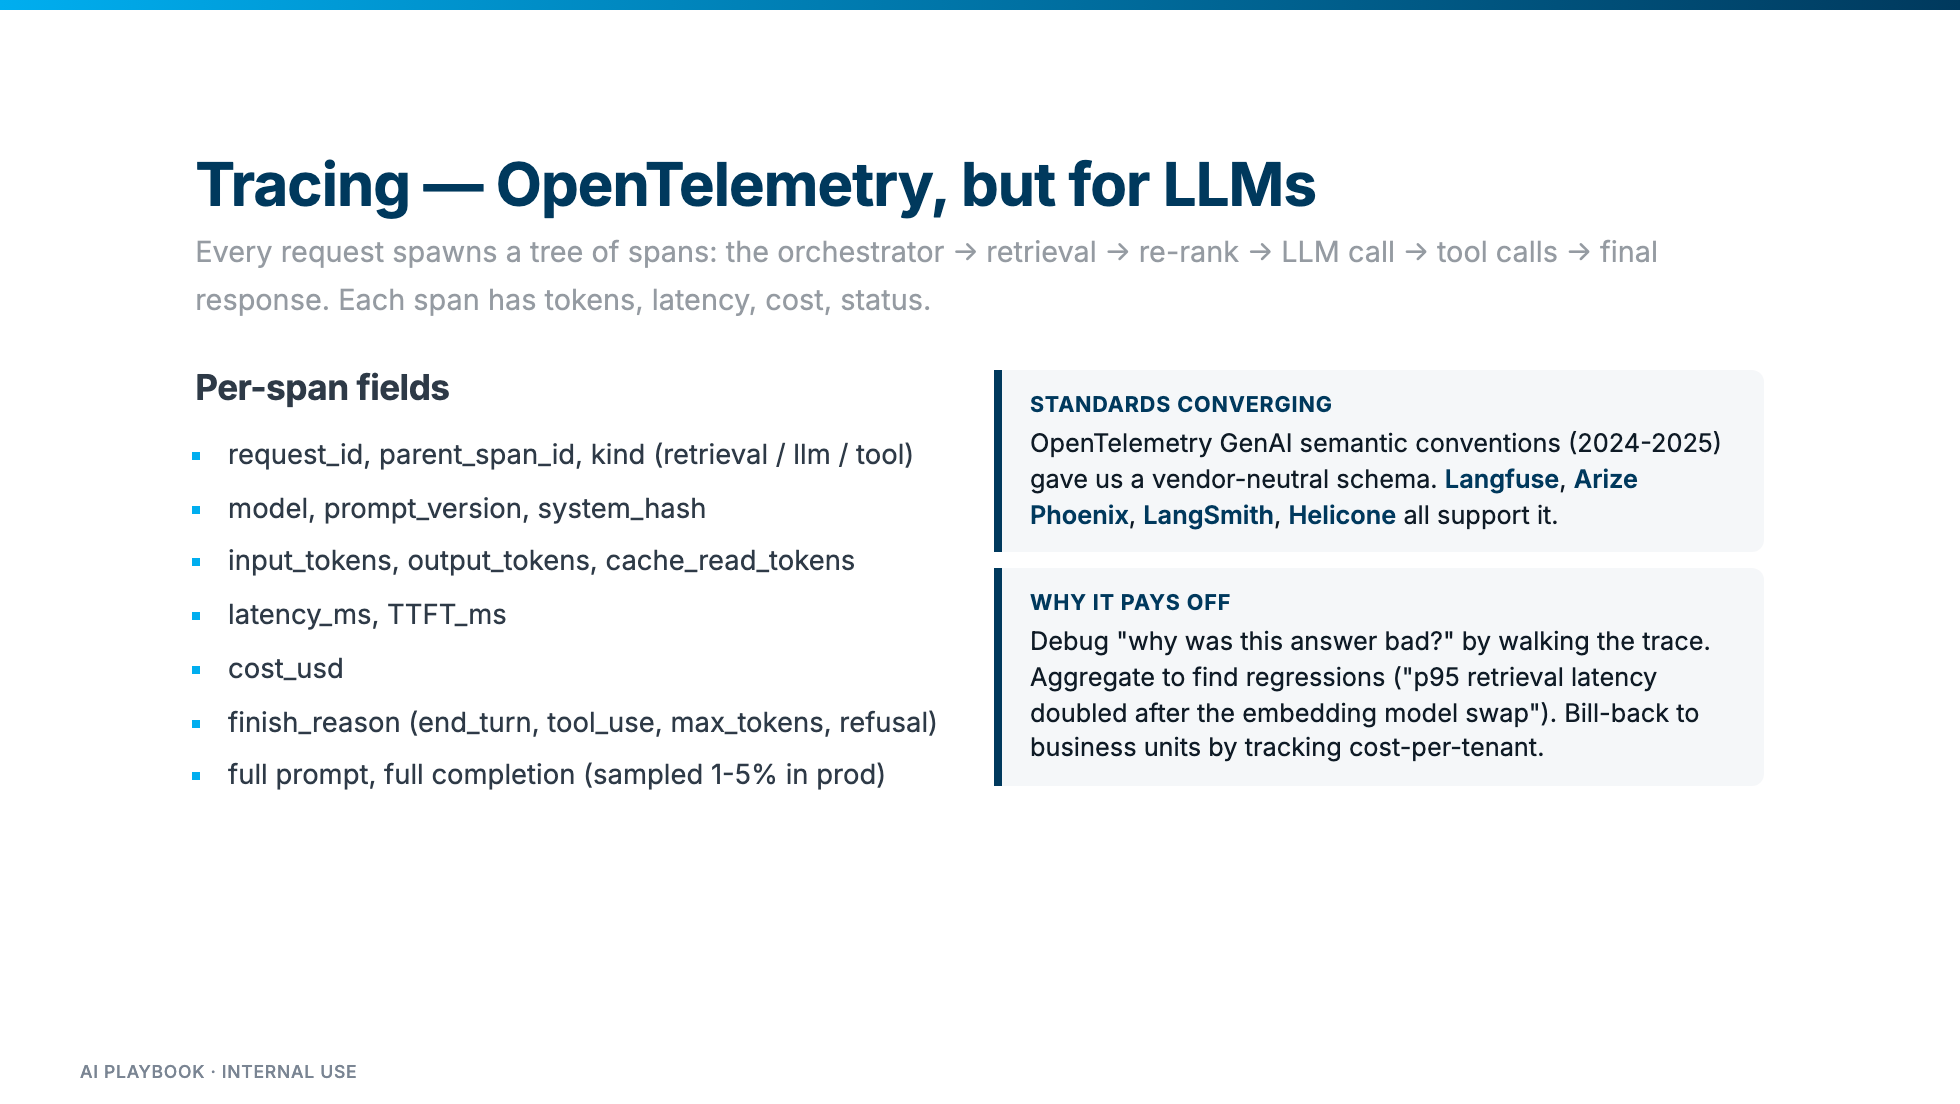 Tracing — OpenTelemetry, but for LLMs
Every request spawns a tree of spans: the orchestrator → retrieval → re-rank → LLM call → tool calls → final
response. Each span has tokens, latency, cost, status.
Per-span fields
request_id, parent_span_id, kind (retrieval / llm / tool)
model, prompt_version, system_hash
input_tokens, output_tokens, cache_read_tokens
latency_ms, TTFT_ms
cost_usd
finish_reason (end_turn, tool_use, max_tokens, refusal)
full prompt, full completion (sampled 1-5% in prod)
STANDARDS CONVERGING
OpenTelemetry GenAI semantic conventions (2024-2025)
gave us a vendor-neutral schema. Langfuse, Arize
Phoenix, LangSmith, Helicone all support it.
WHY IT PAYS OFF
Debug "why was this answer bad?" by walking the trace.
Aggregate to find regressions ("p95 retrieval latency
doubled after the embedding model swap"). Bill-back to
business units by tracking cost-per-tenant.
AI PLAYBOOK · INTERNAL USE